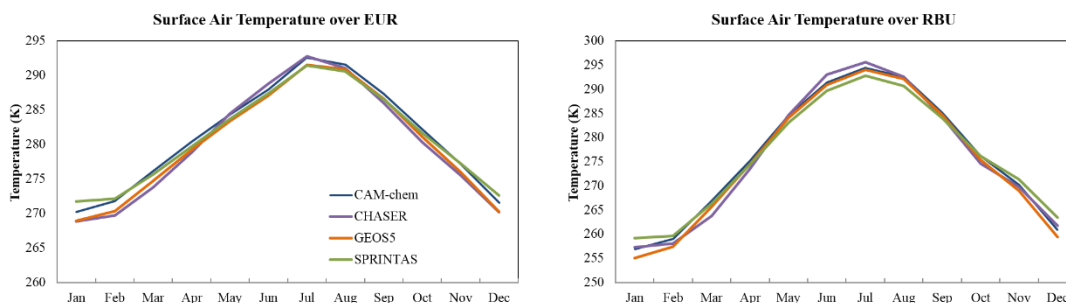 Surface Air Temperature over EUR
295
290
285
280
275
270
265
260
Temperature (K)
CAM-chem
CHASER
GEOS5
SPRINTAS
Jan Feb Mar Apr May Jun Jul Aug Sep Oct Nov Dec
Surface Air Temperature over RBU
300
295
290
285
280
275
270
265
260
255
250
Temperature (K)
Jan Feb Mar Apr May Jun Jul Aug Sep Oct Nov Dec